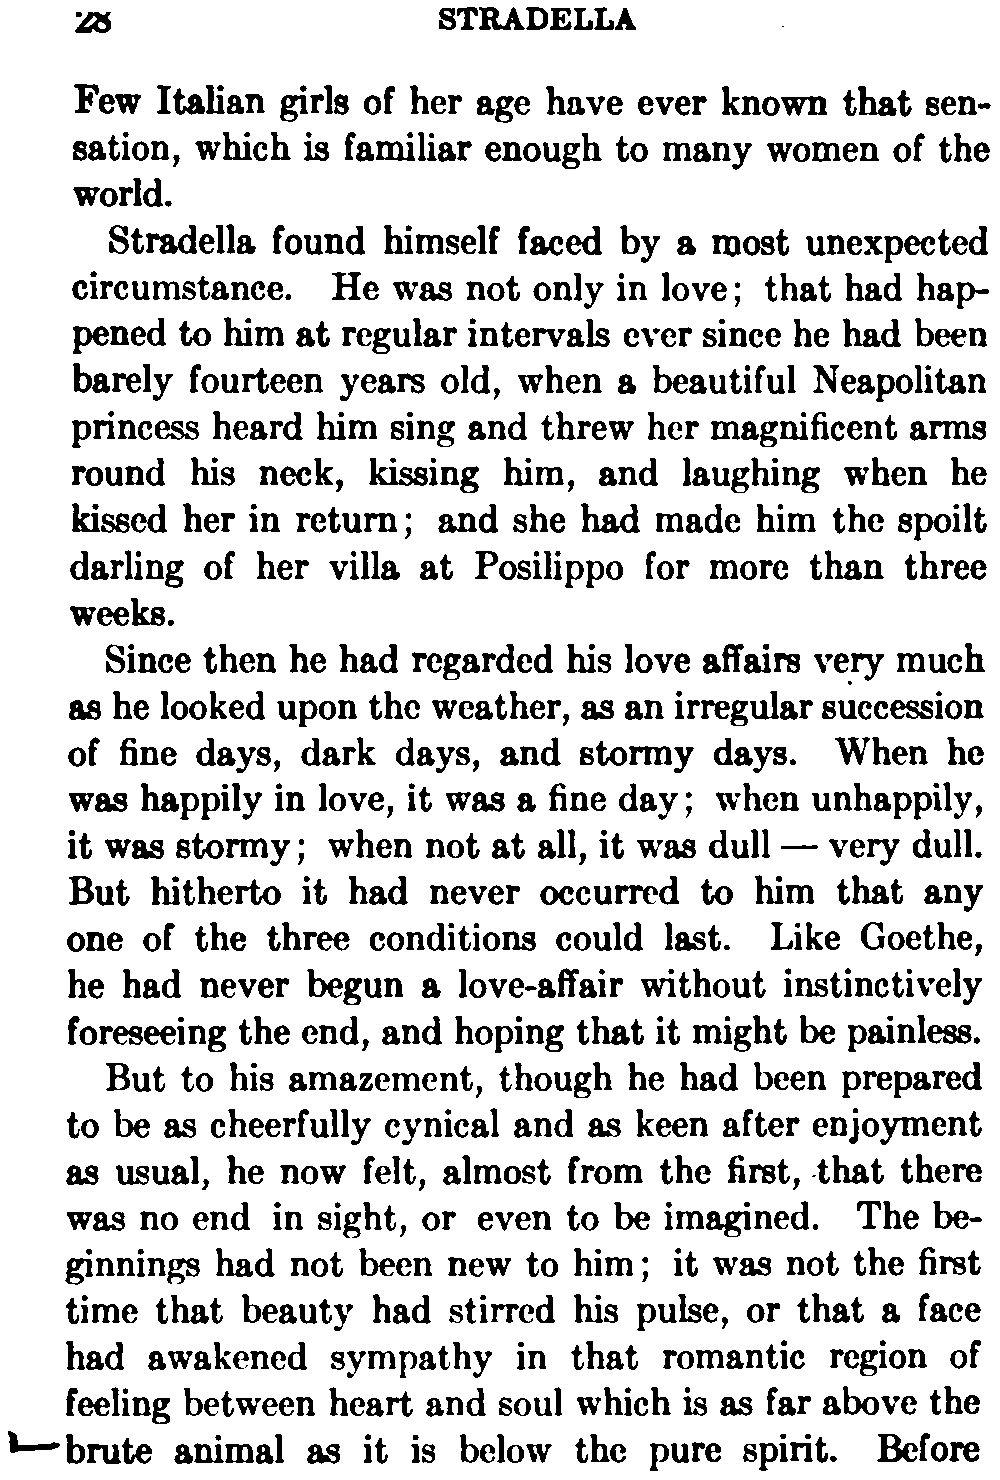 28 STRADELLA
Few Italian girls of her age have ever known that sen-
sation, which is familiar enough to many women of the
world.
Stradella found himself faced by a most unexpected
circumstance. He was not only in love; that had hap-
pened to him at regular intervals ever since he had been
barely fourteen years old, when a beautiful Neapolitan
princess heard him sing and threw her magnificent arms
round his neck, kissing him, and laughing when he
kissed her in return; and she had made him the spoilt
darling of her villa at Posilippo for more than three
weeks.
Since then he had regarded his love affairs very much
as he looked upon the weather, as an irregular succession
of fine days, dark days, and stormy days. When he
was happily in love, it was a fine day; when unhappily,
it was stormy; when not at all, it was dull — very dull.
But hitherto it had never occurred to him that any
one of the three conditions could last. Like Goethe,
he had never begun a love-affair without instinctively
foreseeing the end, and hoping that it might be painless.
But to his amazement, though he had been prepared
to be as cheerfully cynical and as keen after enjoyment
as usual, he now felt, almost from the first, that there
was no end in sight, or even to be imagined. The be-
ginnings had not been new to him; it was not the first
time that beauty had stirred his pulse, or that a face
had awakened sympathy in that romantic region of
feeling between heart and soul which is as far above the
brute animal as it is below the pure spirit. Before